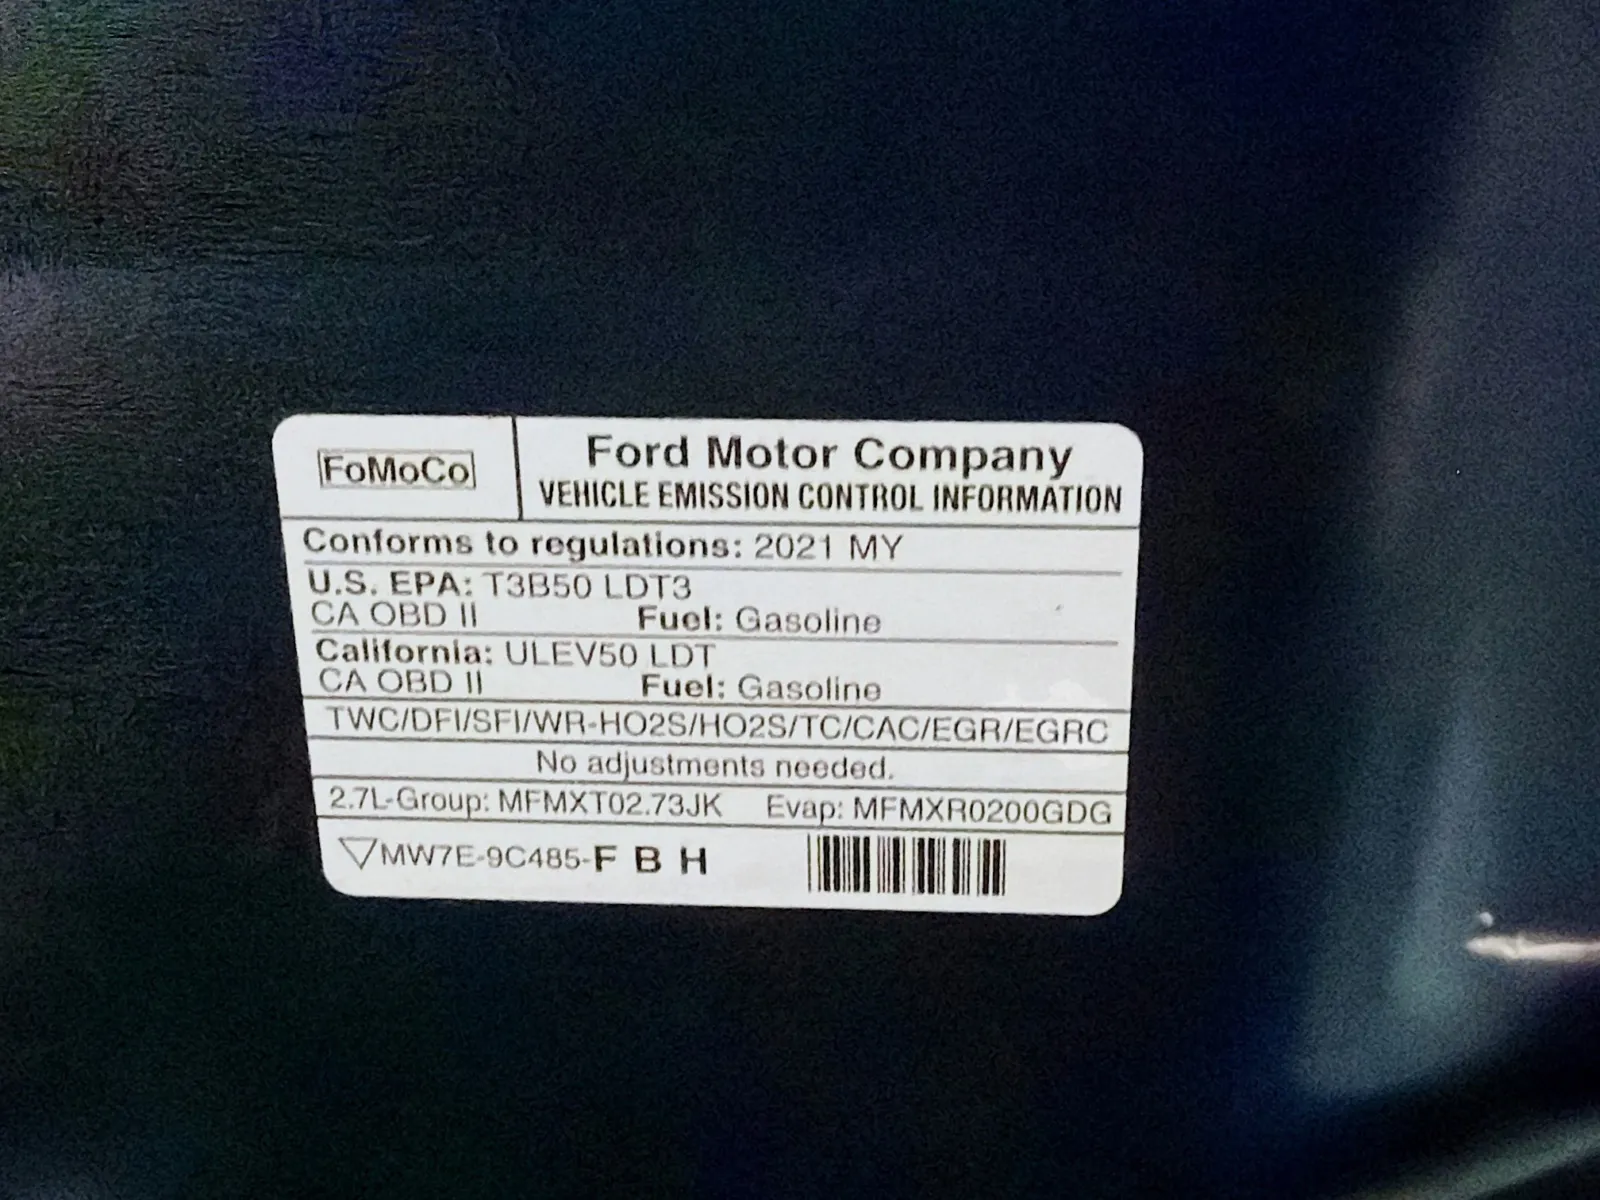 FoMoCo
Ford Motor Company
VEHICLE EMISSION CONTROL INFORMATION
Conforms to regulations: 2021 MY
U.S. EPA: T3B50 LDT3
CA OBD II Fuel: Gasoline
California: ULEV50 LDT
CA OBD II Fuel: Gasoline
TWC/DFI/SFI/WR-HO2S/HO2S/TC/CAC/EGR/EGRC
No adjustments needed.
2.7L-Group: MFMXT02.73JK Evap: MFMXR0200GDG
▽MW7E-9C485-F B H